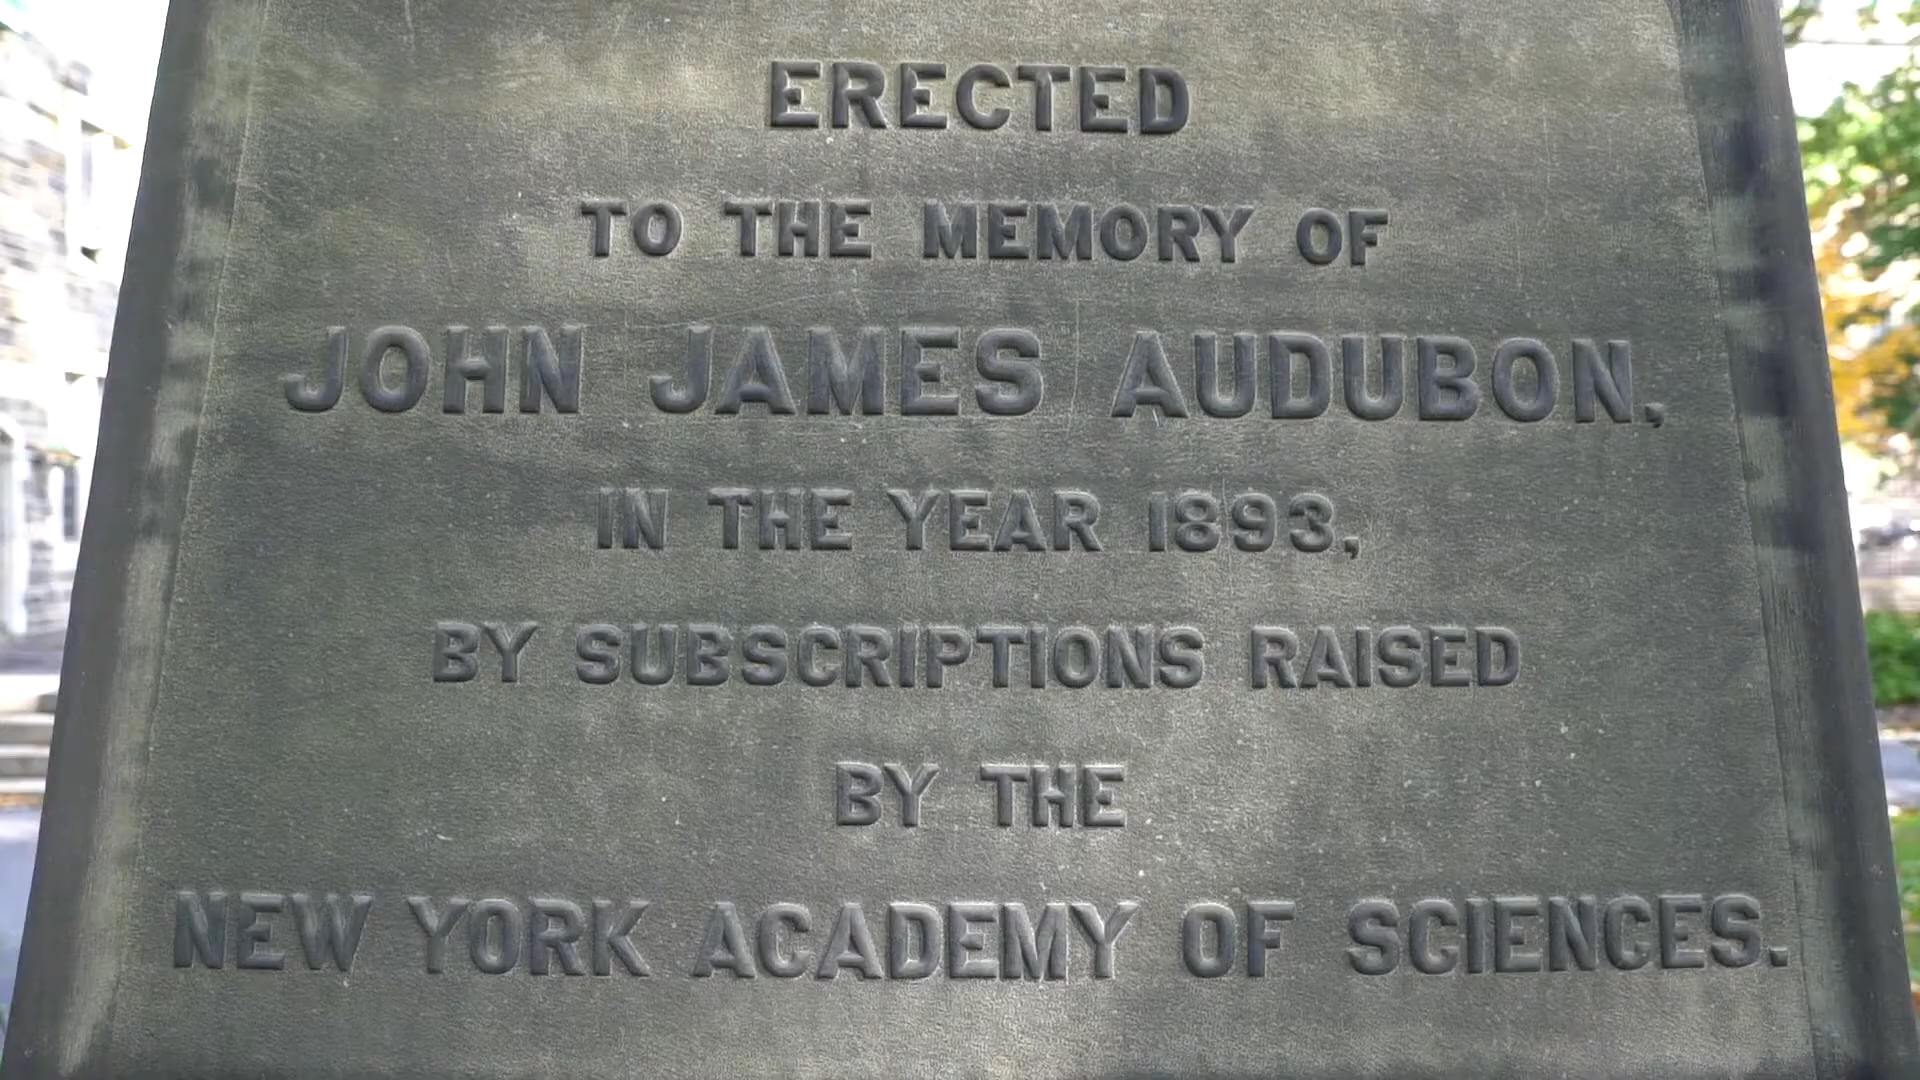 ERECTED
TO THE MEMORY OF
JOHN JAMES AUDUBON,
IN THE YEAR 1893,
BY SUBSCRIPTIONS RAISED
BY THE
NEW YORK ACADEMY OF SCIENCES.